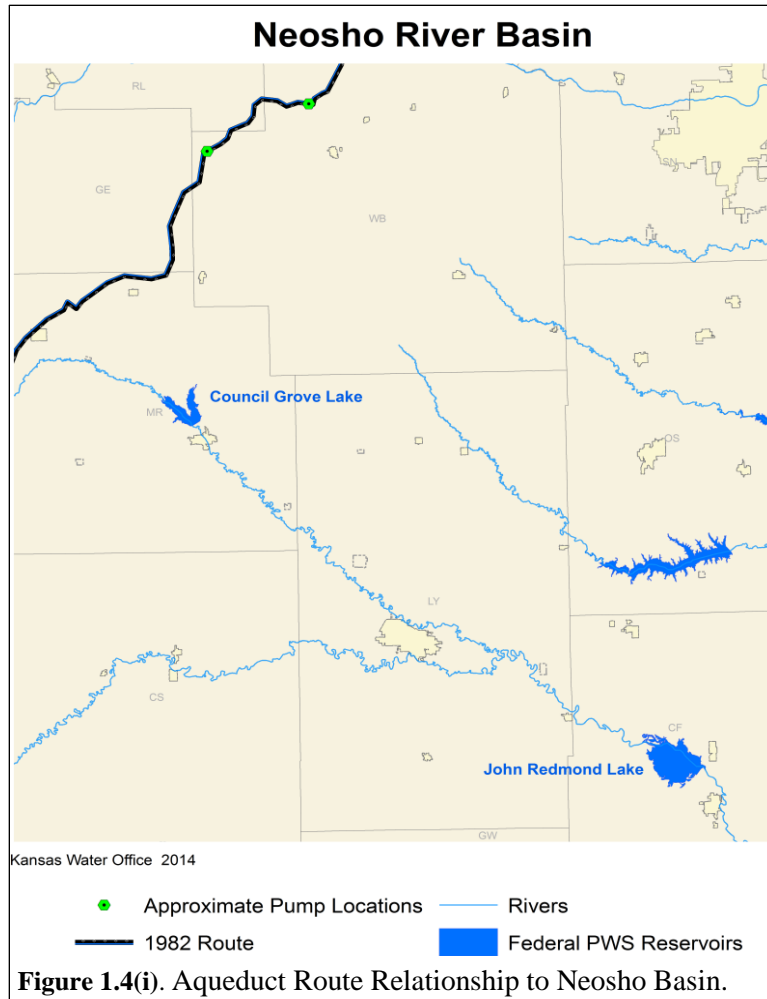 Neosho River Basin
RL
SN
GE
WB
Council Grove Lake
MR
OS
LY
CS
CF
John Redmond Lake
GW
Kansas Water Office 2014
Approximate Pump Locations
Rivers
1982 Route
Federal PWS Reservoirs
Figure 1.4(i). Aqueduct Route Relationship to Neosho Basin.